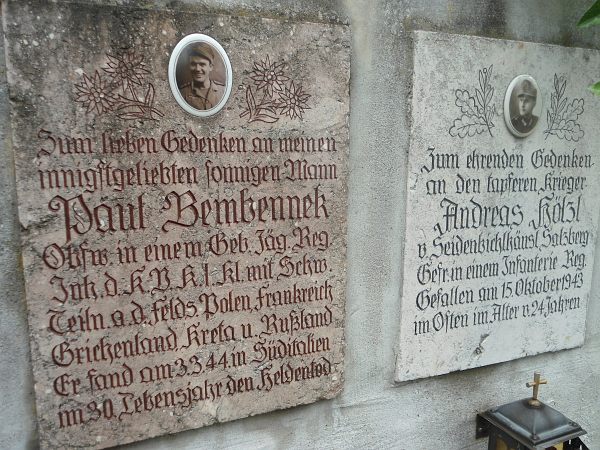 Zum lieben Gedenken an meinen
innigstgeliebten sonnigen Mann
Paul Bembennek
Obfw. in einem Geb. Jäg. Reg.
Inh. d. K.V.K. I. Kl. mit Schw.
Teiln. a. d. Felds. Polen Frankreich
Griechenland Kreta u. Rußland
Er fand am 3.3.44 in Süditalien
im 30. Lebensjahr den Heldentod
Zum ehrenden Gedenken
an den tapferen Krieger
Andreas Hölzl
v. Seidenbichlhäusl Salzberg
Gefr. in einem Infanterie Reg.
Gefallen am 15. Oktober 1943
im Osten im Alter v. 24 Jahren